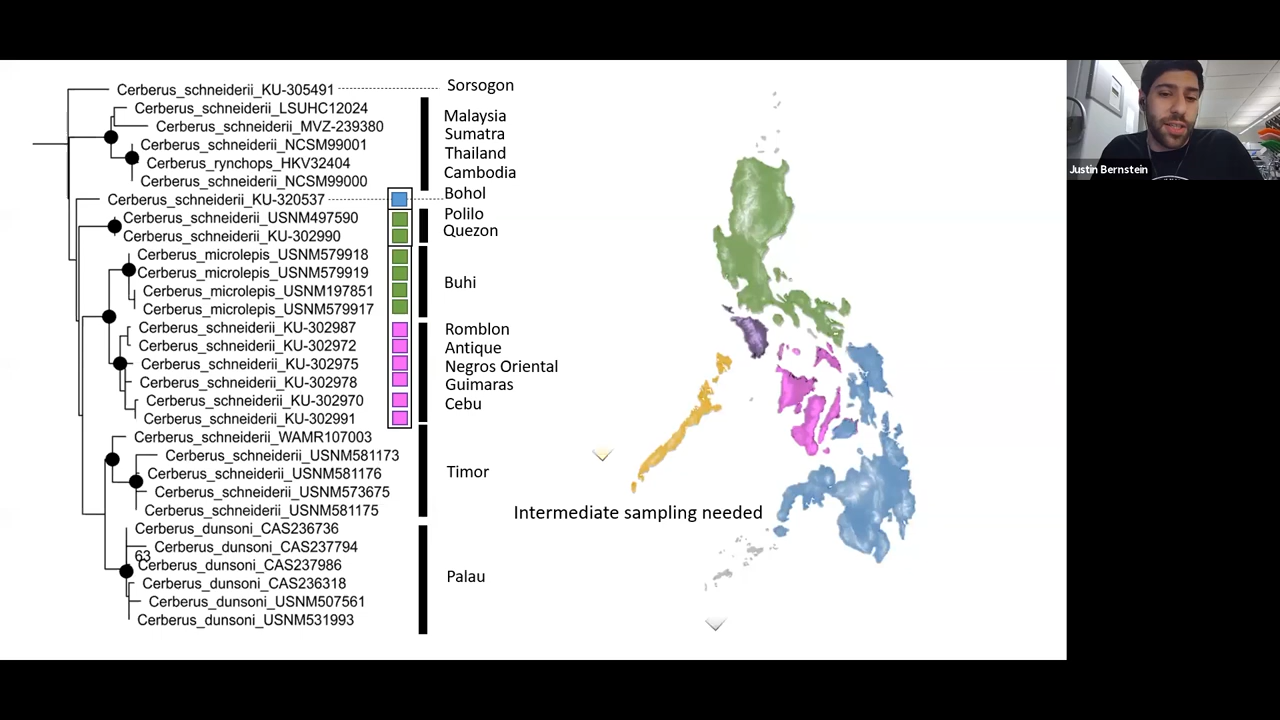 Cerberus_schneiderii_KU-305491
Sorsogon
Cerberus_schneiderii_LSUHC12024
Malaysia
Cerberus_schneiderii_MVZ-239380
Sumatra
Cerberus_schneiderii_NCSM99001
Thailand
Cerberus_rynchops_HKV32404
Cambodia
Cerberus_schneiderii_NCSM99000
Bohol
Cerberus_schneiderii_KU-320537
Polilo
Cerberus_schneiderii_USNM497590
Quezon
Cerberus_schneiderii_KU-302990
Cerberus_microlepis_USNM579918
Cerberus_microlepis_USNM579919
Buhi
Cerberus_microlepis_USNM197851
Cerberus_microlepis_USNM579917
Cerberus_schneiderii_KU-302987
Romblon
Cerberus_schneiderii_KU-302972
Antique
Cerberus_schneiderii_KU-302975
Negros Oriental
Cerberus_schneiderii_KU-302978
Guimaras
Cerberus_schneiderii_KU-302970
Cebu
Cerberus_schneiderii_KU-302991
Cerberus_schneiderii_WAMR107003
Cerberus_schneiderii_USNM581173
Cerberus_schneiderii_USNM581176
Timor
Cerberus_schneiderii_USNM573675
Cerberus_schneiderii_USNM581175
Cerberus_dunsoni_CAS236736
Cerberus_dunsoni_CAS237794
63
Cerberus_dunsoni_CAS237986
Palau
Cerberus_dunsoni_CAS236318
Cerberus_dunsoni_USNM507561
Cerberus_dunsoni_USNM531993
Intermediate sampling needed
Justin Bernstein